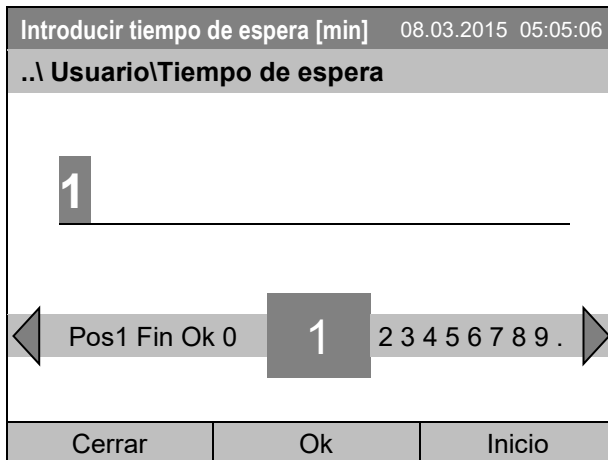 Introducir tiempo de espera [min] 08.03.2015 05:05:06
..\ Usuario\Tiempo de espera
1
Pos1 Fin Ok 0 1 2 3 4 5 6 7 8 9 .
Cerrar Ok Inicio